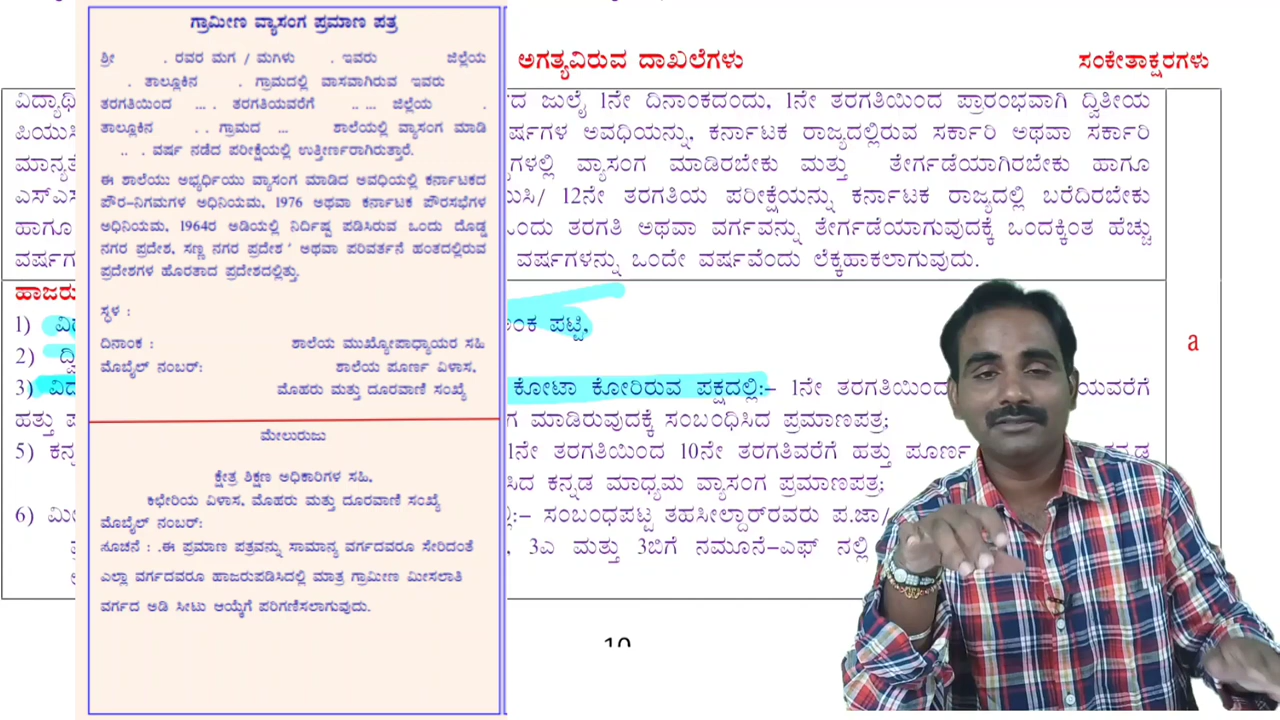 ಗ್ರಾಮೀಣ ವ್ಯಾಸಂಗ ಪ್ರಮಾಣ ಪತ್ರ
ಶ್ರೀ . ರವರ ಮಗ / ಮಗಳು . ಇವರು ಜಿಲ್ಲೆಯ
. ತಾಲ್ಲೂಕಿನ . ಗ್ರಾಮದಲ್ಲಿ ವಾಸವಾಗಿರುವ ಇವರು
ತರಗತಿಯಿಂದ ... . ತರಗತಿಯವರೆಗೆ .. ... ಜಿಲ್ಲೆಯ .
ತಾಲ್ಲೂಕಿನ . . ಗ್ರಾಮದ ... ಶಾಲೆಯಲ್ಲಿ ವ್ಯಾಸಂಗ ಮಾಡಿ
.. . ವರ್ಷ ನಡೆದ ಪರೀಕ್ಷೆಯಲ್ಲಿ ಉತ್ತೀರ್ಣರಾಗಿರುತ್ತಾರೆ.
ಈ ಶಾಲೆಯು ಅಭ್ಯರ್ಥಿಯು ವ್ಯಾಸಂಗ ಮಾಡಿದ ಅವಧಿಯಲ್ಲಿ ಕರ್ನಾಟಕದ
ಪೌರ-ನಿಗಮಗಳ ಅಧಿನಿಯಮ, 1976 ಅಥವಾ ಕರ್ನಾಟಕ ಪೌರಸಭೆಗಳ
ಅಧಿನಿಯಮ, 1964ರ ಅಡಿಯಲ್ಲಿ ನಿರ್ದಿಷ್ಟ ಪಡಿಸಿರುವ ಒಂದು ದೊಡ್ಡ
ನಗರ ಪ್ರದೇಶ, ಸಣ್ಣ ನಗರ ಪ್ರದೇಶ ' ಅಥವಾ ಪರಿವರ್ತನೆ ಹಂತದಲ್ಲಿರುವ
ಪ್ರದೇಶಗಳ ಹೊರತಾದ ಪ್ರದೇಶದಲ್ಲಿತ್ತು.
ಸ್ಥಳ :
ದಿನಾಂಕ : ಶಾಲೆಯ ಮುಖ್ಯೋಪಾಧ್ಯಾಯರ ಸಹಿ
ಮೊಬೈಲ್ ನಂಬರ್: ಶಾಲೆಯ ಪೂರ್ಣ ವಿಳಾಸ,
ಮೊಹರು ಮತ್ತು ದೂರವಾಣಿ ಸಂಖ್ಯೆ
ಮೇಲುರುಜು
ಕ್ಷೇತ್ರ ಶಿಕ್ಷಣ ಅಧಿಕಾರಿಗಳ ಸಹಿ,
ಕಛೇರಿಯ ವಿಳಾಸ, ಮೊಹರು ಮತ್ತು ದೂರವಾಣಿ ಸಂಖ್ಯೆ
ಮೊಬೈಲ್ ನಂಬರ್:
ಸೂಚನೆ : .ಈ ಪ್ರಮಾಣ ಪತ್ರವನ್ನು ಸಾಮಾನ್ಯ ವರ್ಗದವರೂ ಸೇರಿದಂತೆ
ಎಲ್ಲಾ ವರ್ಗದವರೂ ಹಾಜರುಪಡಿಸಿದಲ್ಲಿ ಮಾತ್ರ ಗ್ರಾಮೀಣ ಮೀಸಲಾತಿ
ವರ್ಗದ ಅಡಿ ಸೀಟು ಆಯ್ಕೆಗೆ ಪರಿಗಣಿಸಲಾಗುವುದು.
ಅಗತ್ಯವಿರುವ ದಾಖಲೆಗಳು ಸಂಕೇತಾಕ್ಷರಗಳು
ಜುಲೈ 1ನೇ ದಿನಾಂಕದಂದು, 1ನೇ ತರಗತಿಯಿಂದ ಪ್ರಾರಂಭವಾಗಿ ದ್ವಿತೀಯ
ಅವಧಿಯನ್ನು, ಕರ್ನಾಟಕ ರಾಜ್ಯದಲ್ಲಿರುವ ಸರ್ಕಾರಿ ಅಥವಾ ಸರ್ಕಾರಿ
ವ್ಯಾಸಂಗ ಮಾಡಿರಬೇಕು ಮತ್ತು ತೇರ್ಗಡೆಯಾಗಿರಬೇಕು ಹಾಗೂ
12ನೇ ತರಗತಿಯ ಪರೀಕ್ಷೆಯನ್ನು ಕರ್ನಾಟಕ ರಾಜ್ಯದಲ್ಲಿ ಬರೆದಿರಬೇಕು
ಹಾಗೂ ಒಂದು ತರಗತಿ ಅಥವಾ ವರ್ಗವನ್ನು ತೇರ್ಗಡೆಯಾಗುವುದಕ್ಕೆ ಒಂದಕ್ಕಿಂತ ಹೆಚ್ಚು
ವರ್ಷಗಳನ್ನು ಒಂದೇ ವರ್ಷವೆಂದು ಲೆಕ್ಕಹಾಕಲಾಗುವುದು.
1) ಅಂಕ ಪಟ್ಟಿ,
2)
3) ಕೋಟಾ ಕೋರಿರುವ ಪಕ್ಷದಲ್ಲಿ:- 1ನೇ ತರಗತಿಯಿಂದ
ಹತ್ತು ಮಾಡಿರುವುದಕ್ಕೆ ಸಂಬಂಧಿಸಿದ ಪ್ರಮಾಣಪತ್ರ;
5) 1ನೇ ತರಗತಿಯಿಂದ 10ನೇ ತರಗತಿವರೆಗೆ ಹತ್ತು ಪೂರ್ಣ
ಕನ್ನಡ ಮಾಧ್ಯಮ ವ್ಯಾಸಂಗ ಪ್ರಮಾಣಪತ್ರ;
6) ಸಂಬಂಧಪಟ್ಟ ತಹಸೀಲ್ದಾರ್‌ರವರು ಪ.ಜಾ/
3ಎ ಮತ್ತು 3ಬಿಗೆ ನಮೂನೆ-ಎಫ್ ನಲ್ಲಿ
a
10